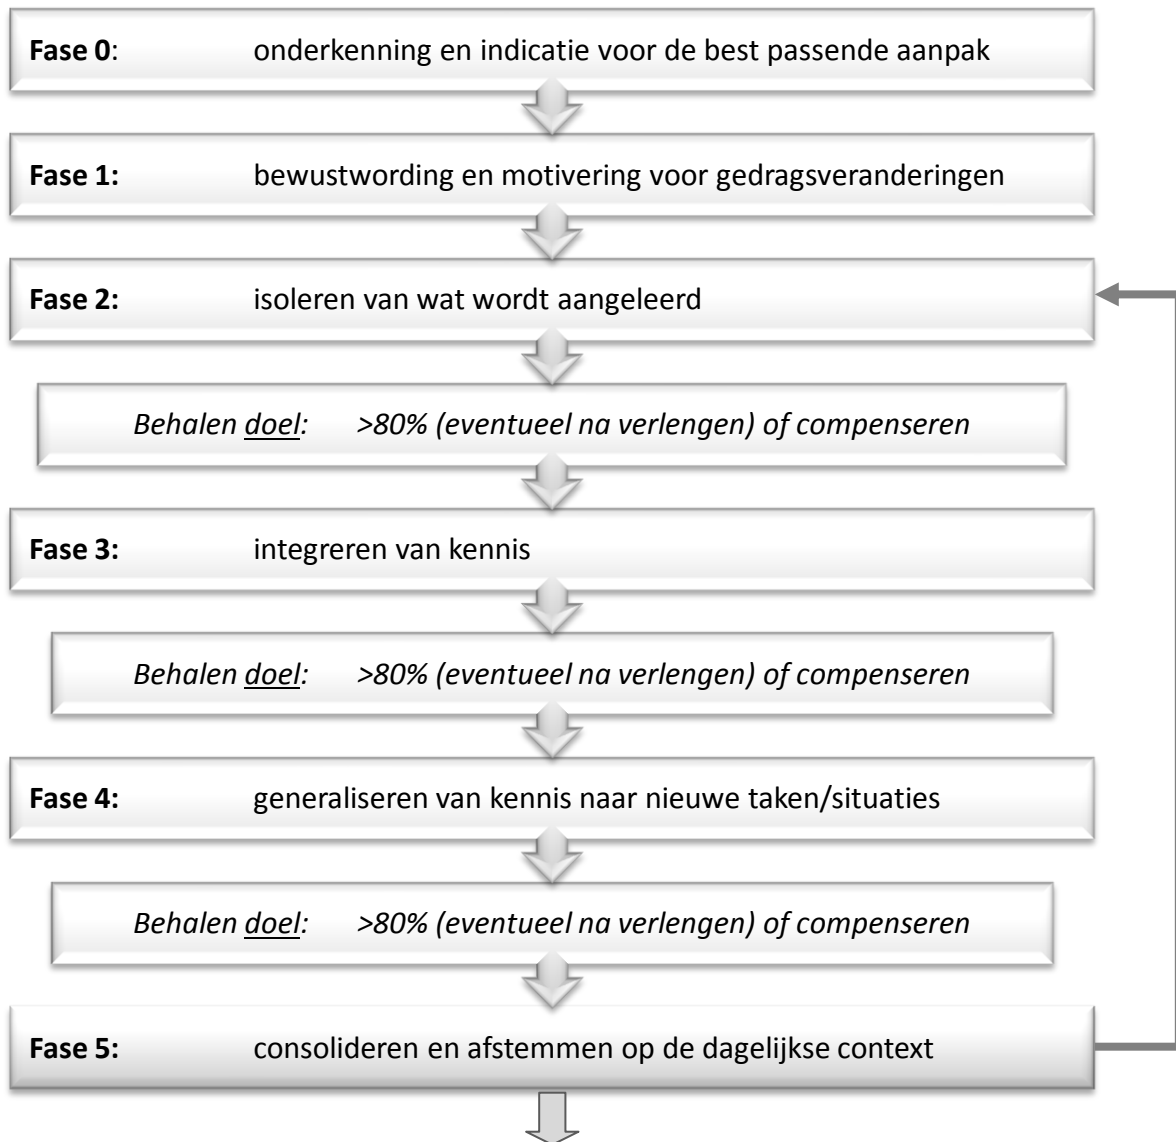 Fase 0: onderkenning en indicatie voor de best passende aanpak
Fase 1: bewustwording en motivering voor gedragsveranderingen
Fase 2: isoleren van wat wordt aangeleerd
Behalen doel: >80% (eventueel na verlengen) of compenseren
Fase 3: integreren van kennis
Behalen doel: >80% (eventueel na verlengen) of compenseren
Fase 4: generaliseren van kennis naar nieuwe taken/situaties
Behalen doel: >80% (eventueel na verlengen) of compenseren
Fase 5: consolideren en afstemmen op de dagelijkse context